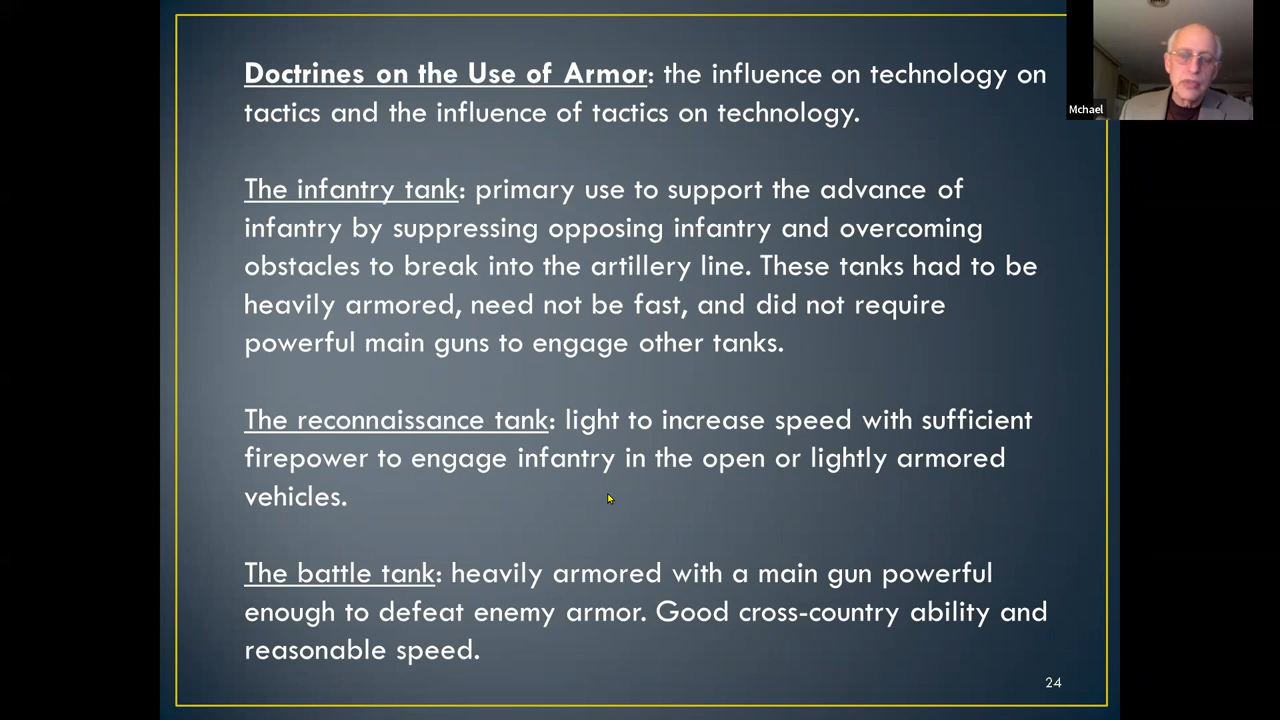 Doctrines on the Use of Armor: the influence on technology on
tactics and the influence of tactics on technology.
The infantry tank: primary use to support the advance of
infantry by suppressing opposing infantry and overcoming
obstacles to break into the artillery line. These tanks had to be
heavily armored, need not be fast, and did not require
powerful main guns to engage other tanks.
The reconnaissance tank: light to increase speed with sufficient
firepower to engage infantry in the open or lightly armored
vehicles.
The battle tank: heavily armored with a main gun powerful
enough to defeat enemy armor. Good cross-country ability and
reasonable speed.
24
Mchael